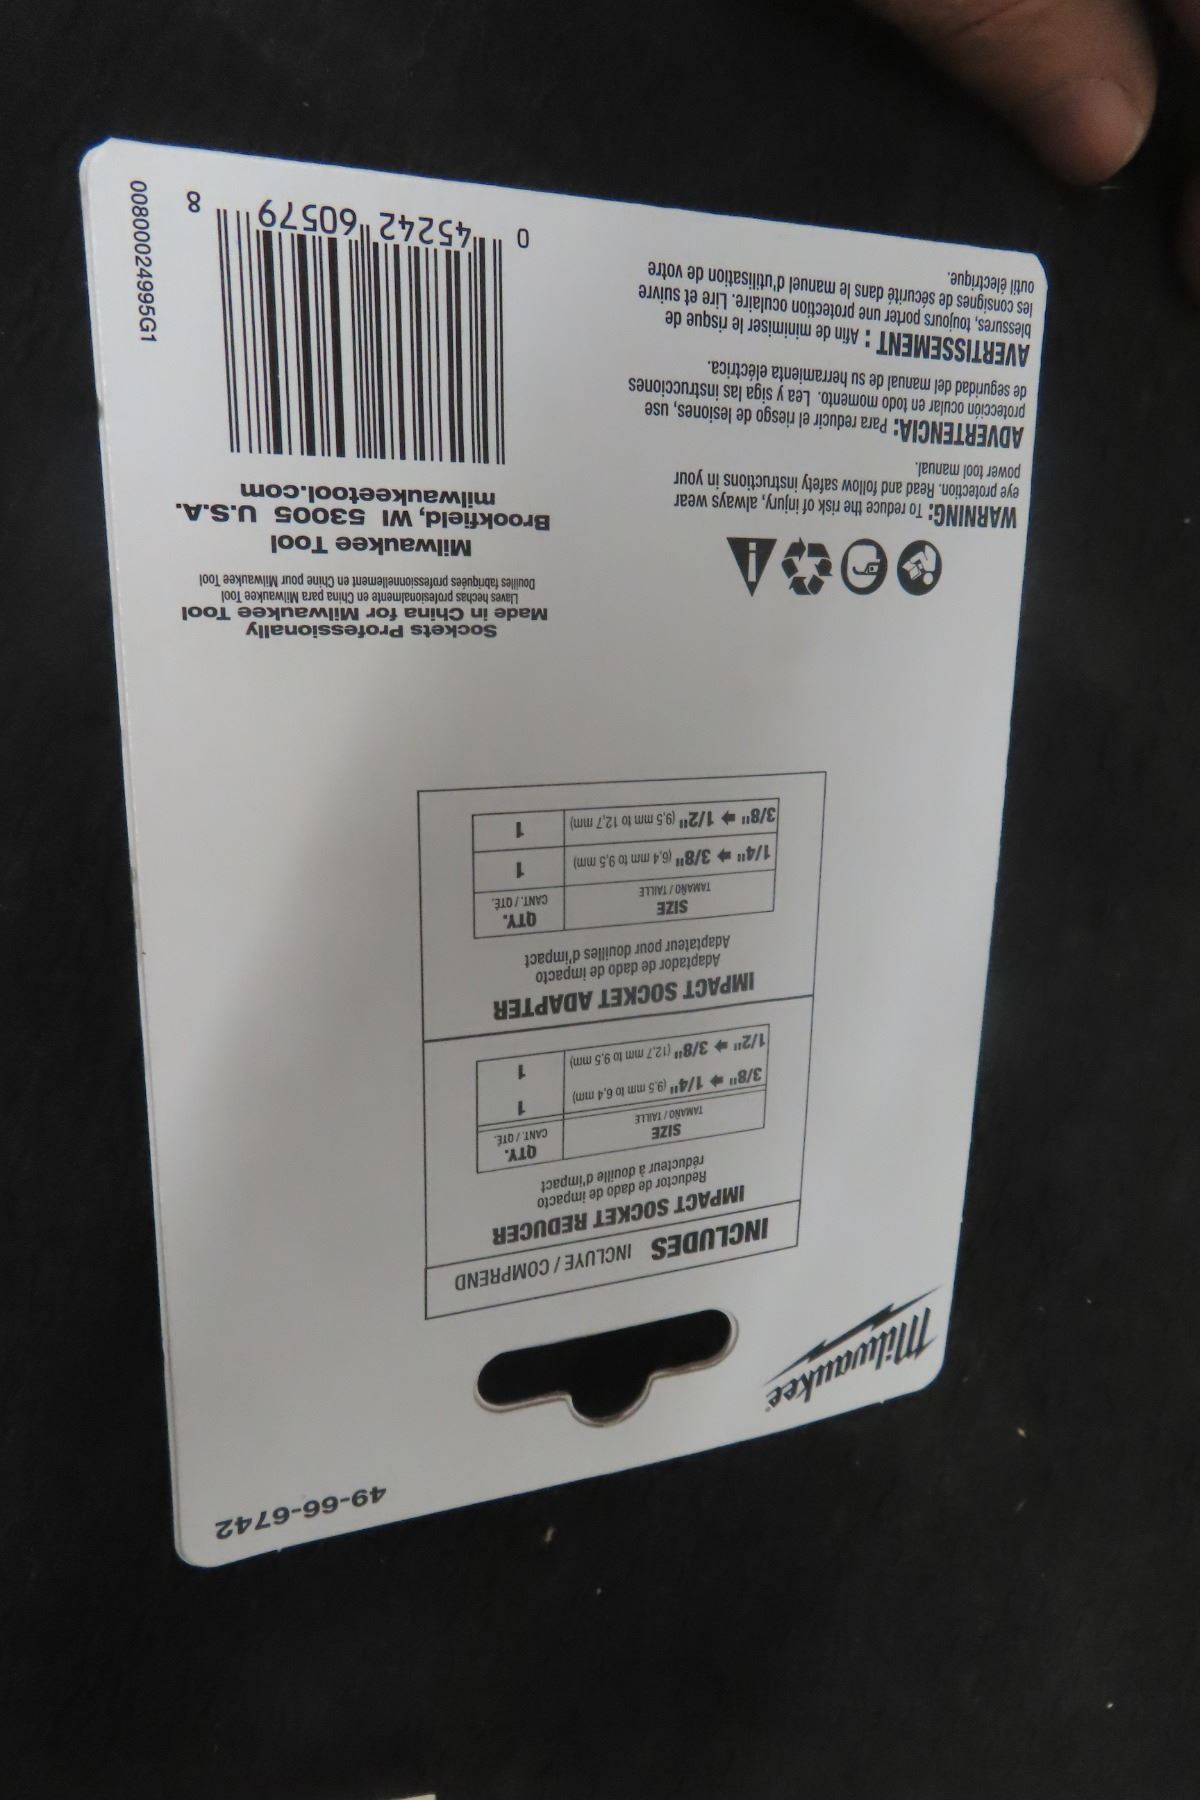 49-66-6742
Milwaukee
INCLUDES INCLUYE / COMPREND
IMPACT SOCKET REDUCER
Reductor de dado de impacto
réducteur à douille d'impact
SIZE QTY.
TAMAÑO / TAILLE CANT. / QTÉ.
3/8" ➡ 1/4" (9,5 mm to 6,4 mm) 1
1/2" ➡ 3/8" (12,7 mm to 9,5 mm) 1
IMPACT SOCKET ADAPTER
Adaptador de dado de impacto
Adaptateur pour douilles d'impact
SIZE QTY.
TAMAÑO / TAILLE CANT. / QTÉ.
1/4" ➡ 3/8" (6,4 mm to 9,5 mm) 1
3/8" ➡ 1/2" (9,5 mm to 12,7 mm) 1
WARNING: To reduce the risk of injury, always wear
eye protection. Read and follow safety instructions in your
power tool manual.
ADVERTENCIA: Para reducir el riesgo de lesiones, use
protección ocular en todo momento. Lea y siga las instrucciones
de seguridad del manual de su herramienta eléctrica.
AVERTISSEMENT : Afin de minimiser le risque de
blessures, toujours porter une protection oculaire. Lire et suivre
les consignes de sécurité dans le manuel d'utilisation de votre
outil électrique.
Sockets Professionally
Made in China for Milwaukee Tool
Llaves hechas profesionalmente en China para Milwaukee Tool
Douilles fabriquées professionnellement en Chine pour Milwaukee Tool
Milwaukee Tool
Brookfield, WI 53005 U.S.A.
milwaukeetool.com
0 45242 60579 8
00800024995G1